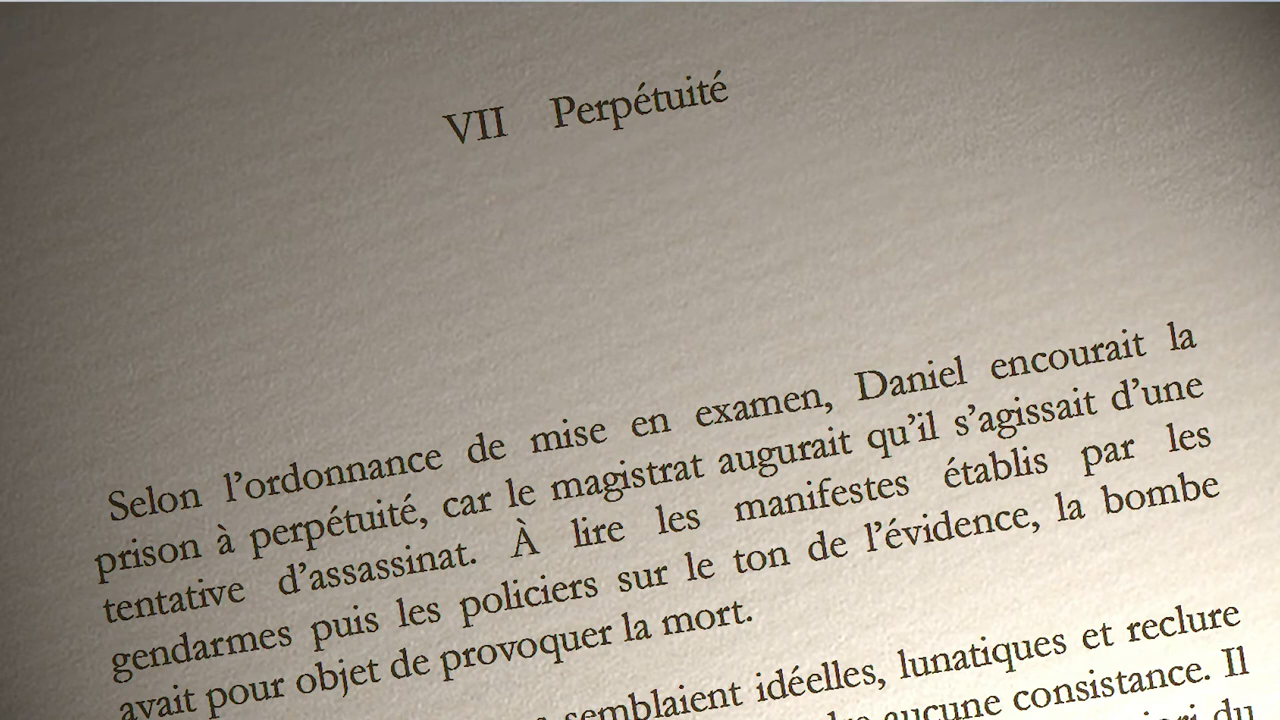 VII Perpétuité
Selon l'ordonnance de mise en examen, Daniel encourait la
prison à perpétuité, car le magistrat augurait qu'il s'agissait d'une
tentative d'assassinat. À lire les manifestes établis par les
gendarmes puis les policiers sur le ton de l'évidence, la bombe
avait pour objet de provoquer la mort.
semblaient idéelles, lunatiques et reclure
aucune consistance. Il
du